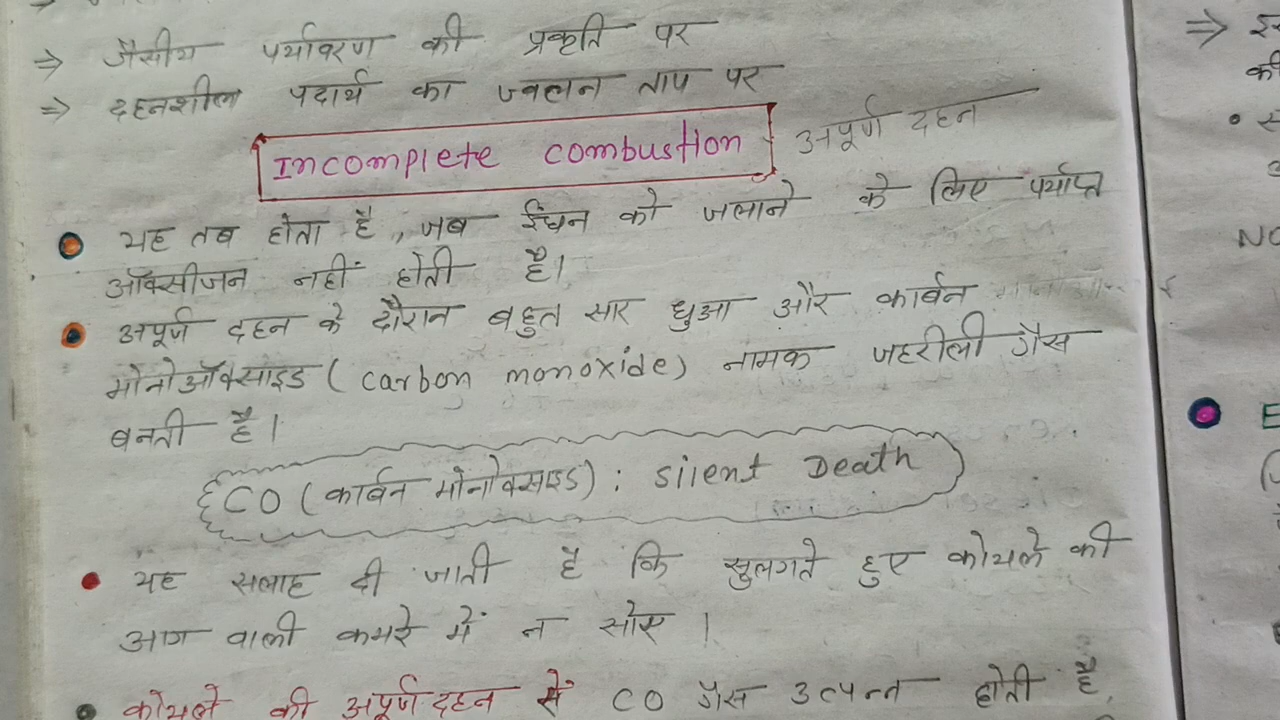 ⇒ जैसीय पर्यावरण की प्रकृति पर
⇒ दहनशील पदार्थ का ज्वलन ताप पर
Incomplete combustion अपूर्ण दहन
यह तब होता है, जब ईंधन को जलाने के लिए पर्याप्त
ऑक्सीजन नहीं होती है।
अपूर्ण दहन के दौरान बहुत सार धुआ और कार्बन
मोनोऑक्साइड (carbon monoxide) नामक जहरीली गैस
बनती है।
CO (कार्बन मोनोक्साइड) : silent Death
यह सलाह दी जाती है कि सुलगते हुए कोयले की
आग वाली कमरे में न सोए।
कोयले की अपूर्ण दहन से CO गैस उत्पन्न होती है,
⇒
की
NO
E